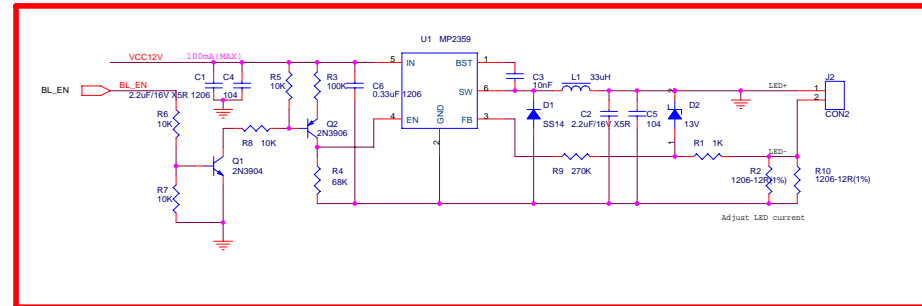 U1 MP2359
VCC12V
100mA(MAX)
BL_EN
BL_EN
C1
C4
2.2uF/16V X5R 1206
104
R5
10K
R3
100K
C6
0.33uF 1206
5
IN
BST
1
SW
6
4
EN
GND
2
FB
3
C3
10nF
L1 33uH
D1
SS14
C2
2.2uF/16V X5R
C5
104
2
D2
13V
1
LED+
J2
1
2
CON2
R6
10K
R8 10K
Q2
2N3906
Q1
2N3904
R7
10K
R4
68K
R9 270K
R1 1K
LED-
R2
1206-12R(1%)
R10
1206-12R(1%)
Adjust LED current